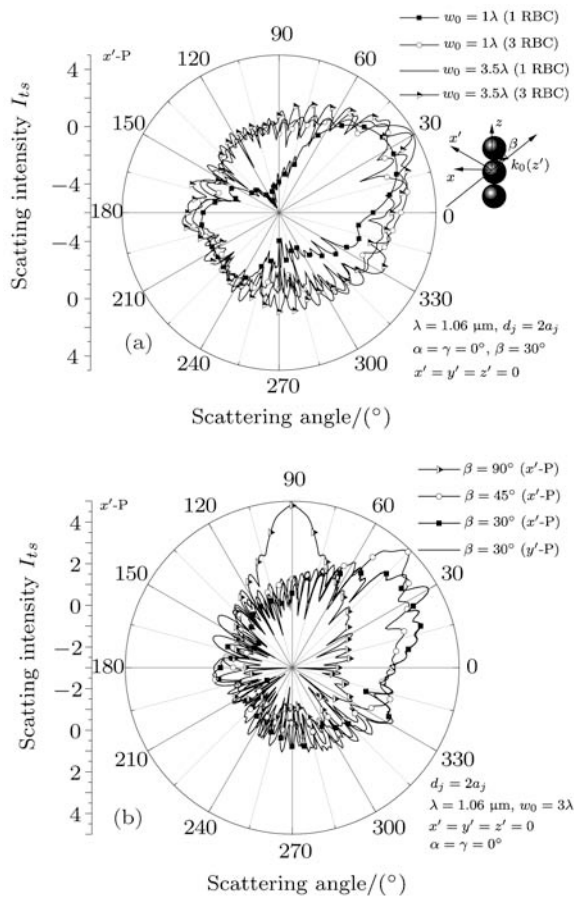 90
120
60
150
30
180
0
210
330
240
300
270
x′-P
5
0
−4
−4
0
5
Scatting intensity I_ts
Scattering angle/(°)
(a)
w₀ = 1λ (1 RBC)
w₀ = 1λ (3 RBC)
w₀ = 3.5λ (1 RBC)
w₀ = 3.5λ (3 RBC)
z
x′
β
x
k₀(z′)
λ = 1.06 μm, d_j = 2a_j
α = γ = 0°, β = 30°
x′ = y′ = z′ = 0
90
120
60
150
30
180
0
210
330
240
300
270
x′-P
5
4
2
0
−2
−2
0
2
4
5
Scatting intensity I_ts
Scattering angle/(°)
(b)
β = 90° (x′-P)
β = 45° (x′-P)
β = 30° (x′-P)
β = 30° (y′-P)
d_j = 2a_j
λ = 1.06 μm, w₀ = 3λ
x′ = y′ = z′ = 0
α = γ = 0°